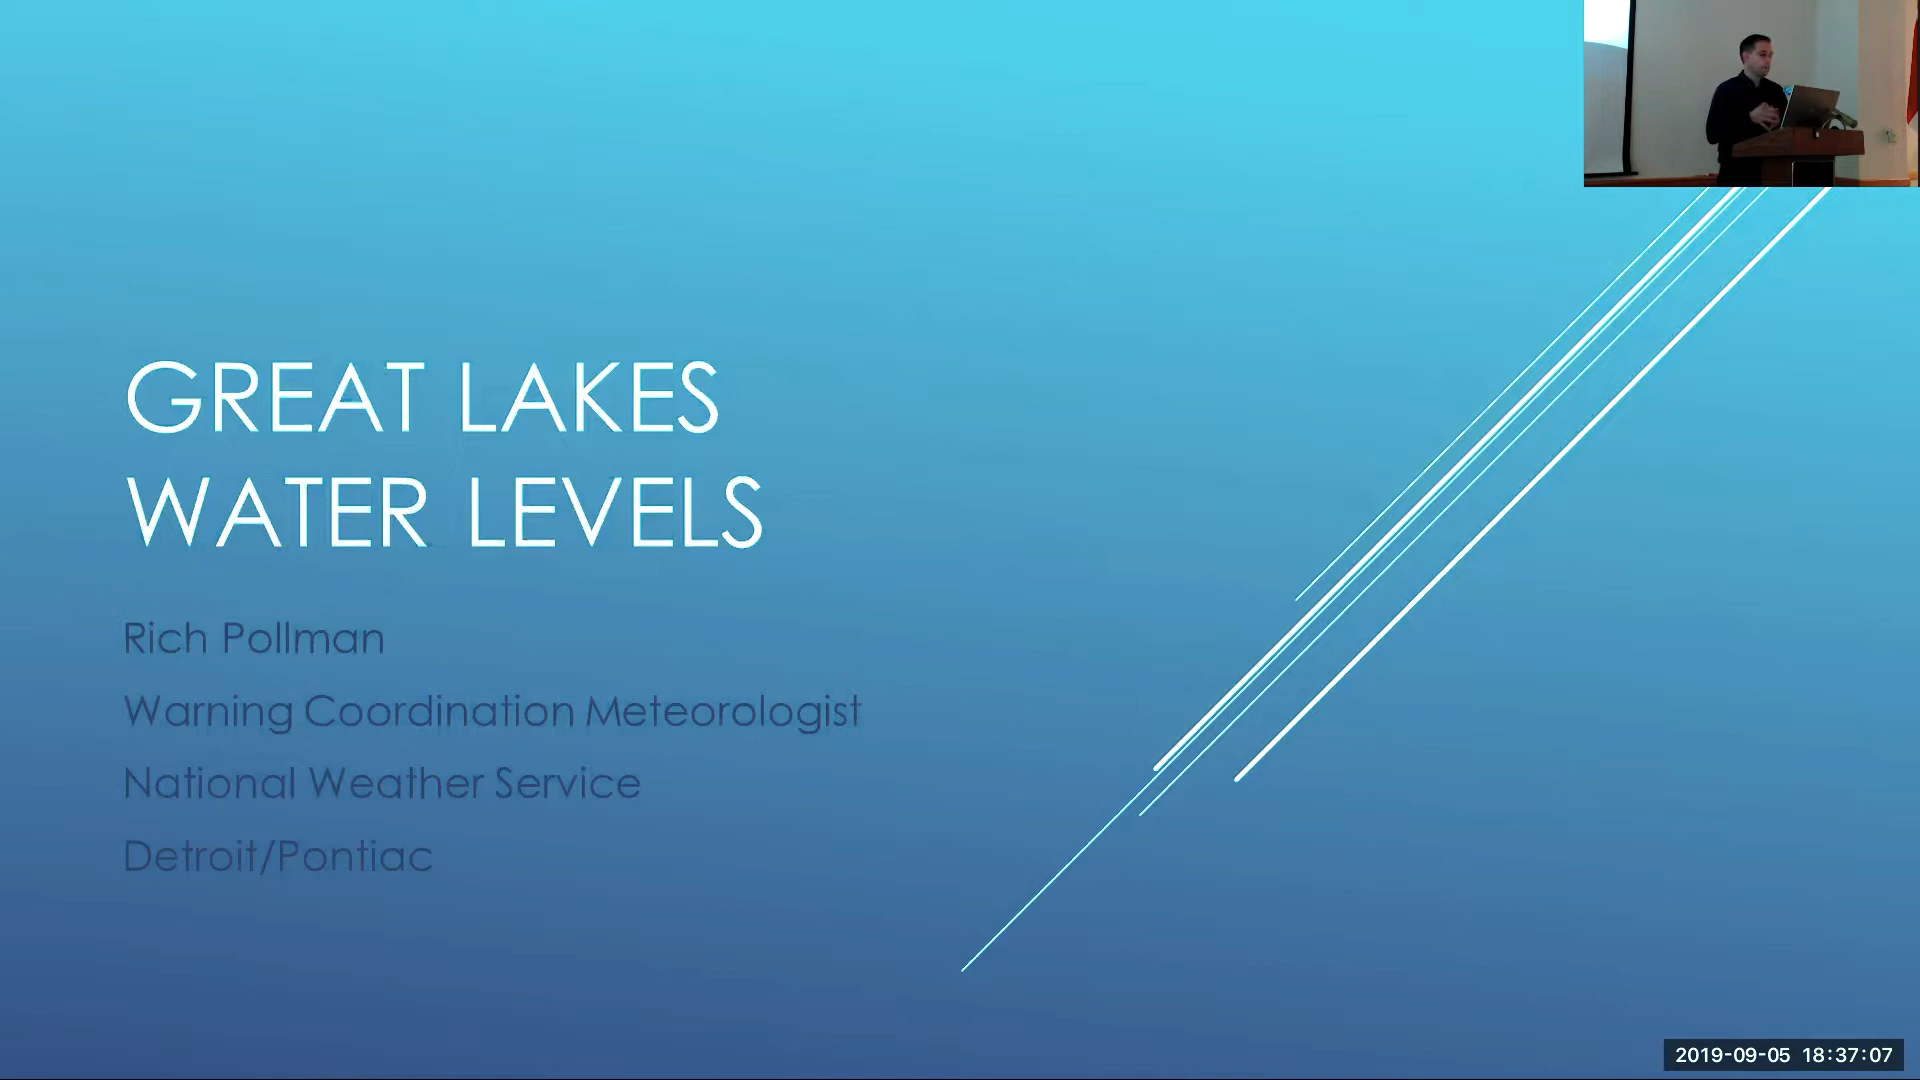 GREAT LAKES
WATER LEVELS
Rich Pollman
Warning Coordination Meteorologist
National Weather Service
Detroit/Pontiac
2019-09-05 18:37:07